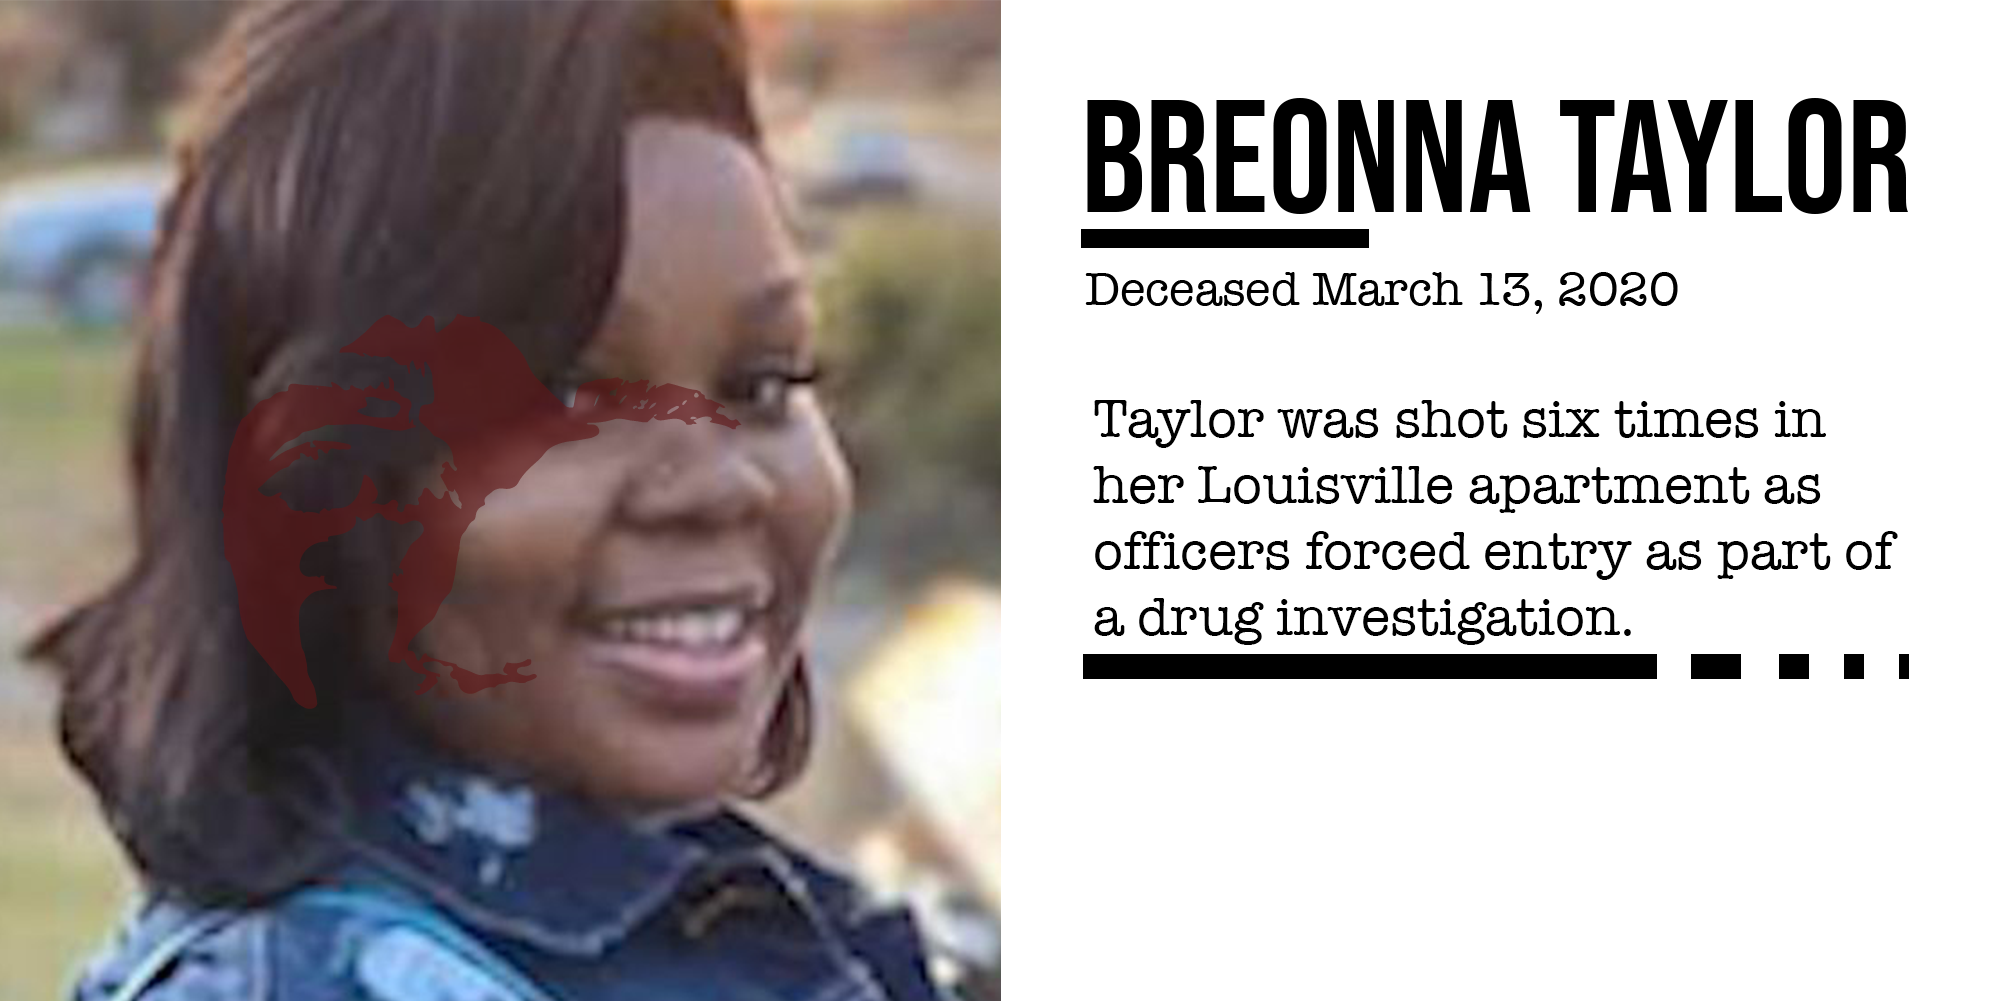 BREONNA TAYLOR
Deceased March 13, 2020
Taylor was shot six times in
her Louisville apartment as
officers forced entry as part of
a drug investigation.